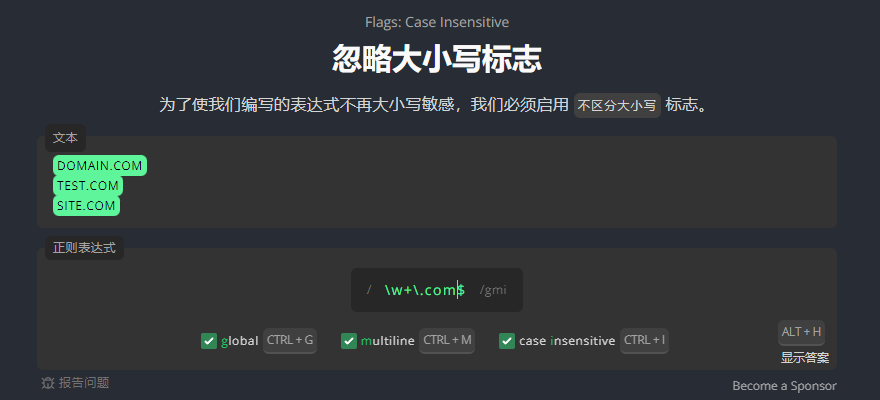 Flags: Case Insensitive
忽略大小写标志
为了使我们编写的表达式不再大小写敏感，我们必须启用 不区分大小写 标志。
文本
DOMAIN.COM
TEST.COM
SITE.COM
正则表达式
/ \w+\.com$ /gmi
global CTRL + G multiline CTRL + M case insensitive CTRL + I
ALT + H
显示答案
报告问题
Become a Sponsor